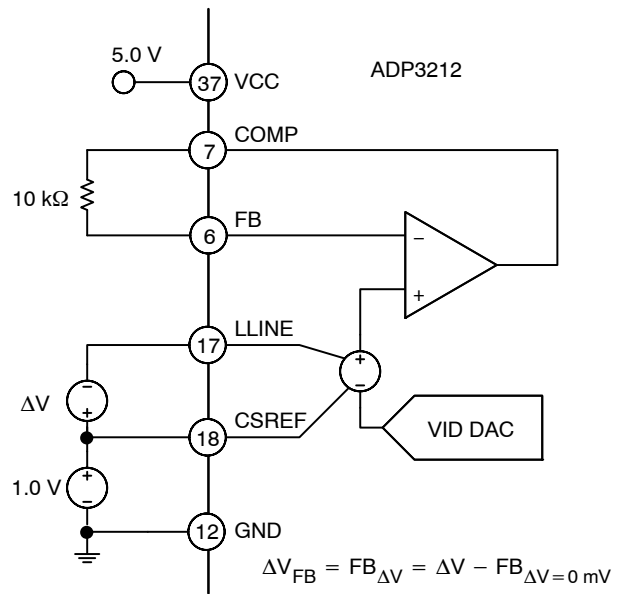 5.0 V
ADP3212
37 VCC
COMP
7
10 kΩ
FB
6
−
+
LLINE
17
+
−
−
+
ΔV
CSREF
18
VID DAC
+
−
1.0 V
12 GND
ΔV_FB = FB_ΔV = ΔV − FB_ΔV=0 mV